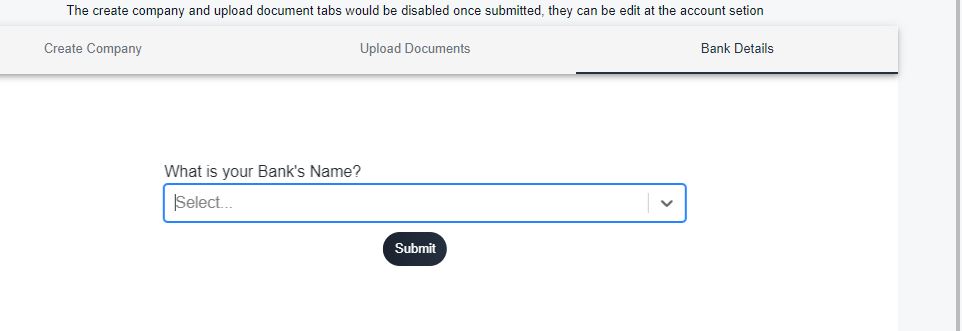 The create company and upload document tabs would be disabled once submitted, they can be edit at the account setion
Create Company Upload Documents Bank Details
What is your Bank's Name?
Select...
Submit